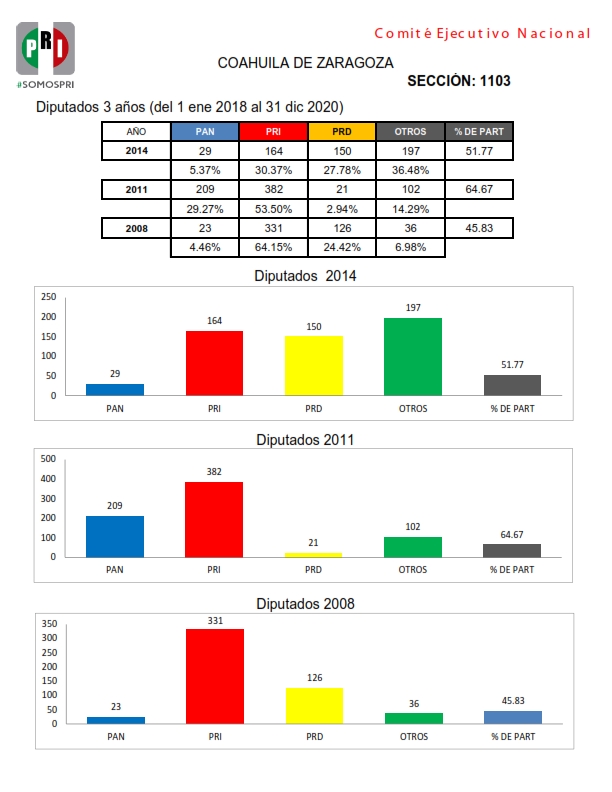 Comité Ejecutivo Nacional
PRI
#SOMOSPRI
COAHUILA DE ZARAGOZA
SECCIÓN: 1103
Diputados 3 años (del 1 ene 2018 al 31 dic 2020)
AÑO PAN PRI PRD OTROS % DE PART
2014 29 164 150 197 51.77
5.37% 30.37% 27.78% 36.48%
2011 209 382 21 102 64.67
29.27% 53.50% 2.94% 14.29%
2008 23 331 126 36 45.83
4.46% 64.15% 24.42% 6.98%
Diputados 2014
250
200
150
100
50
0
29 164 150 197 51.77
PAN PRI PRD OTROS % DE PART
Diputados 2011
500
400
300
200
100
0
209 382 21 102 64.67
PAN PRI PRD OTROS % DE PART
Diputados 2008
350
300
250
200
150
100
50
0
23 331 126 36 45.83
PAN PRI PRD OTROS % DE PART